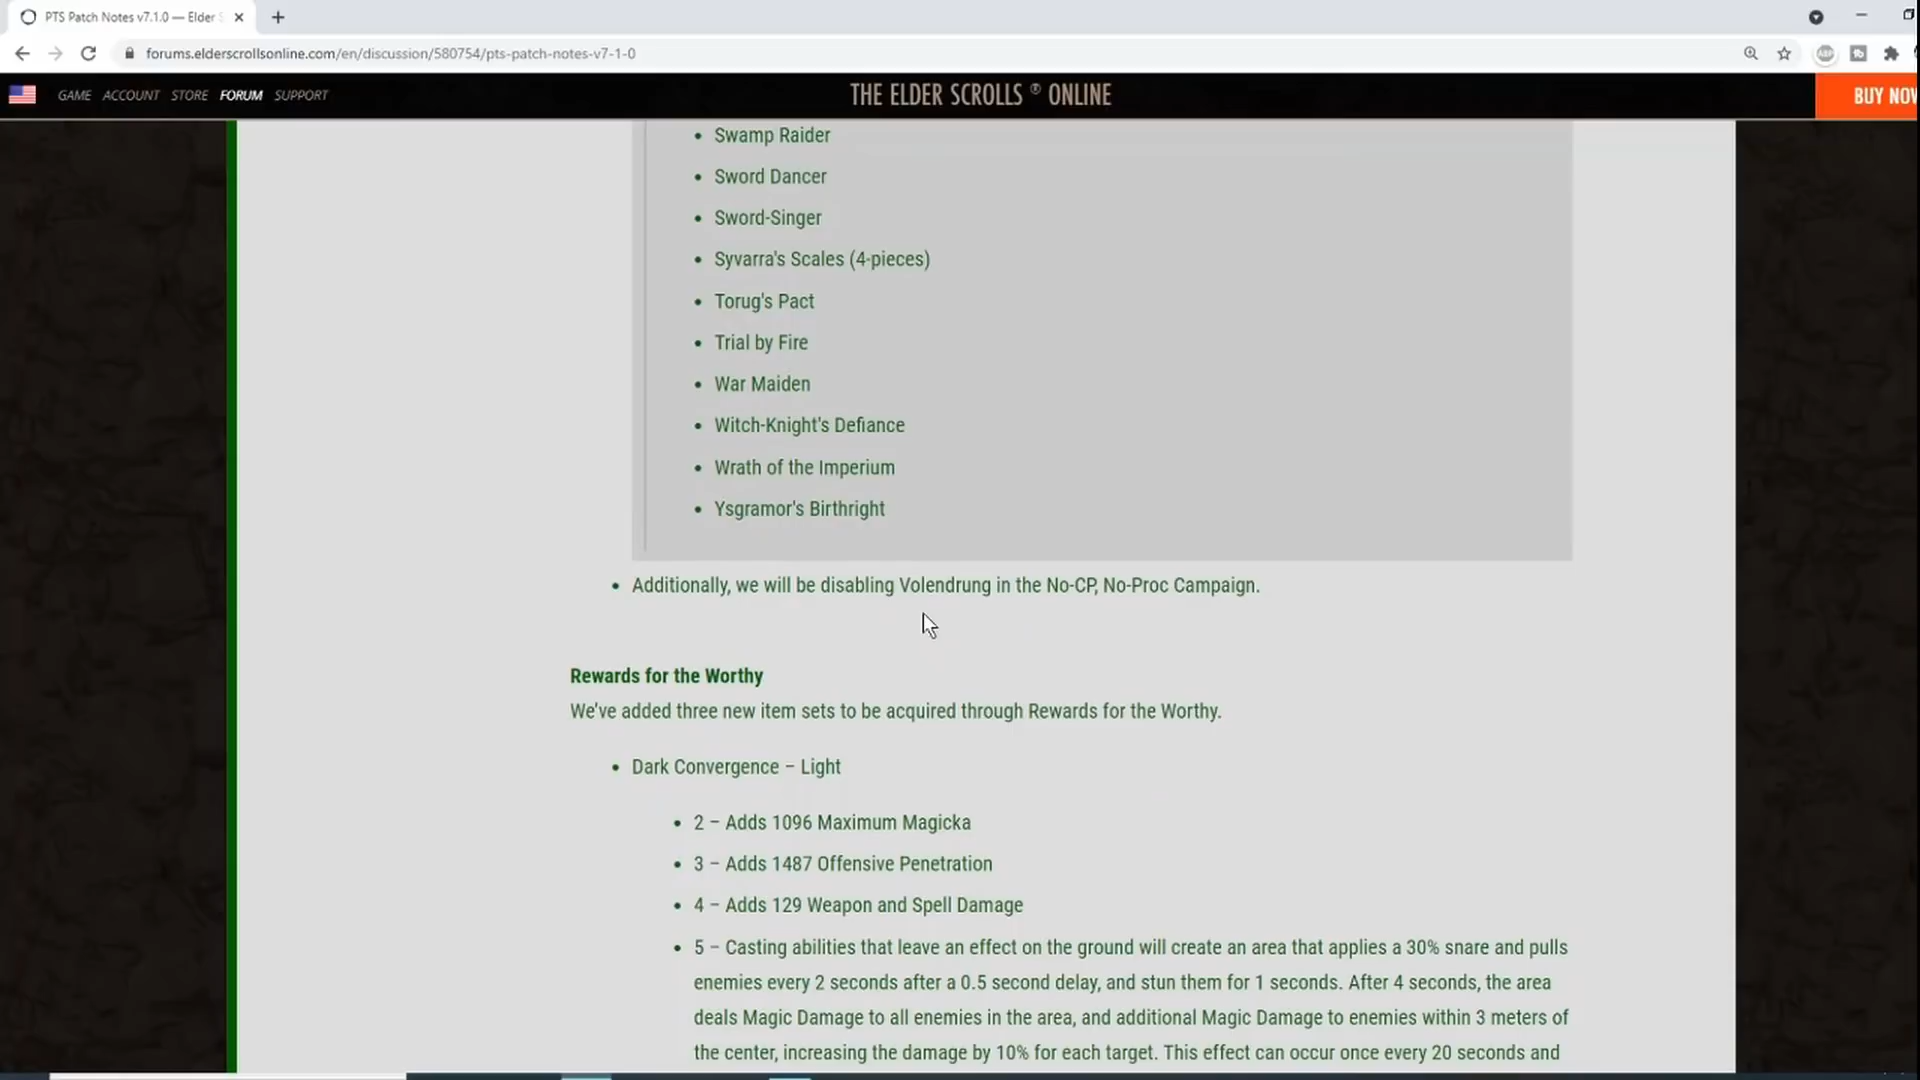 PTS Patch Notes v7.1.0 — Elder S
forums.elderscrollsonline.com/en/discussion/580754/pts-patch-notes-v7-1-0
ABP
GAME ACCOUNT STORE FORUM SUPPORT
THE ELDER SCROLLS ® ONLINE
BUY NOW
• Swamp Raider
• Sword Dancer
• Sword-Singer
• Syvarra's Scales (4-pieces)
• Torug's Pact
• Trial by Fire
• War Maiden
• Witch-Knight's Defiance
• Wrath of the Imperium
• Ysgramor's Birthright
• Additionally, we will be disabling Volendrung in the No-CP, No-Proc Campaign.
Rewards for the Worthy
We've added three new item sets to be acquired through Rewards for the Worthy.
• Dark Convergence – Light
• 2 – Adds 1096 Maximum Magicka
• 3 – Adds 1487 Offensive Penetration
• 4 – Adds 129 Weapon and Spell Damage
• 5 – Casting abilities that leave an effect on the ground will create an area that applies a 30% snare and pulls
enemies every 2 seconds after a 0.5 second delay, and stun them for 1 seconds. After 4 seconds, the area
deals Magic Damage to all enemies in the area, and additional Magic Damage to enemies within 3 meters of
the center, increasing the damage by 10% for each target. This effect can occur once every 20 seconds and